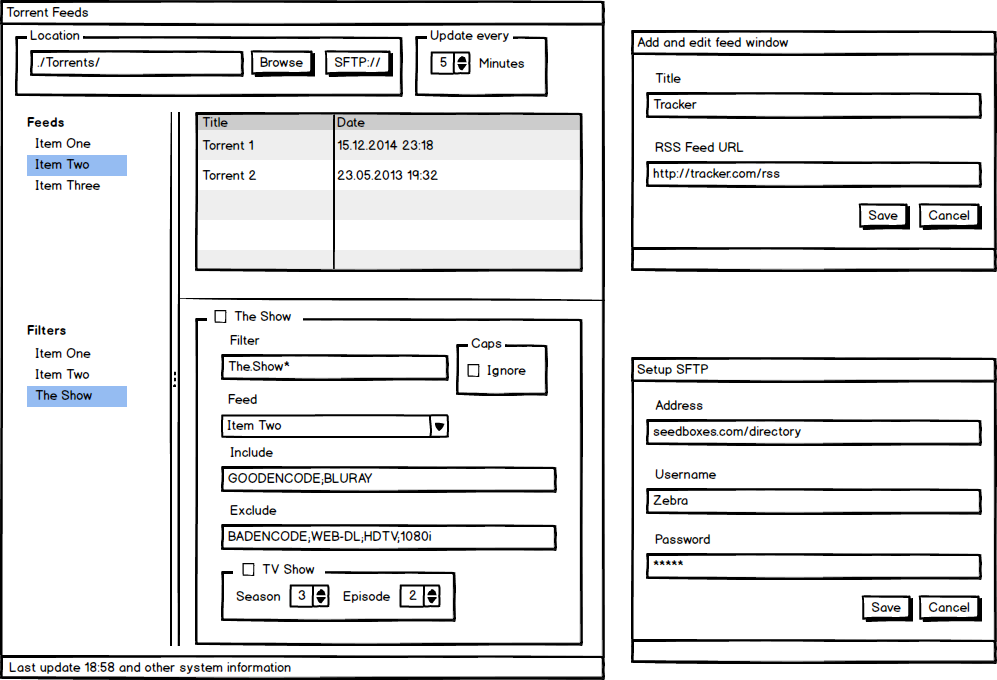 Torrent Feeds
Location
./Torrents/
Browse
SFTP://
Update every
5
Minutes
Feeds
Item One
Item Two
Item Three
Title
Date
Torrent 1
15.12.2014 23:18
Torrent 2
23.05.2013 19:32
Filters
Item One
Item Two
The Show
The Show
Filter
The.Show*
Caps
Ignore
Feed
Item Two
Include
GOODENCODE;BLURAY
Exclude
BADENCODE;WEB-DL;HDTV;1080i
TV Show
Season
3
Episode
2
Last update 18:58 and other system information
Add and edit feed window
Title
Tracker
RSS Feed URL
http://tracker.com/rss
Save
Cancel
Setup SFTP
Address
seedboxes.com/directory
Username
Zebra
Password
*****
Save
Cancel